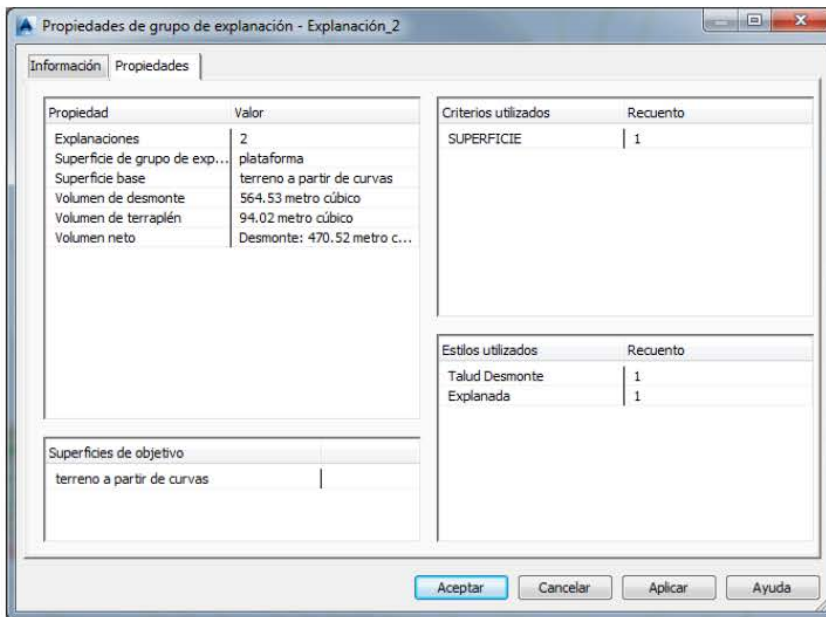 Propiedades de grupo de explanación - Explanación_2
Información Propiedades
Propiedad Valor
Explanaciones 2
Superficie de grupo de exp... plataforma
Superficie base terreno a partir de curvas
Volumen de desmonte 564.53 metro cúbico
Volumen de terraplén 94.02 metro cúbico
Volumen neto Desmonte: 470.52 metro c...
Superficies de objetivo
terreno a partir de curvas
Criterios utilizados Recuento
SUPERFICIE 1
Estilos utilizados Recuento
Talud Desmonte 1
Explanada 1
Aceptar Cancelar Aplicar Ayuda